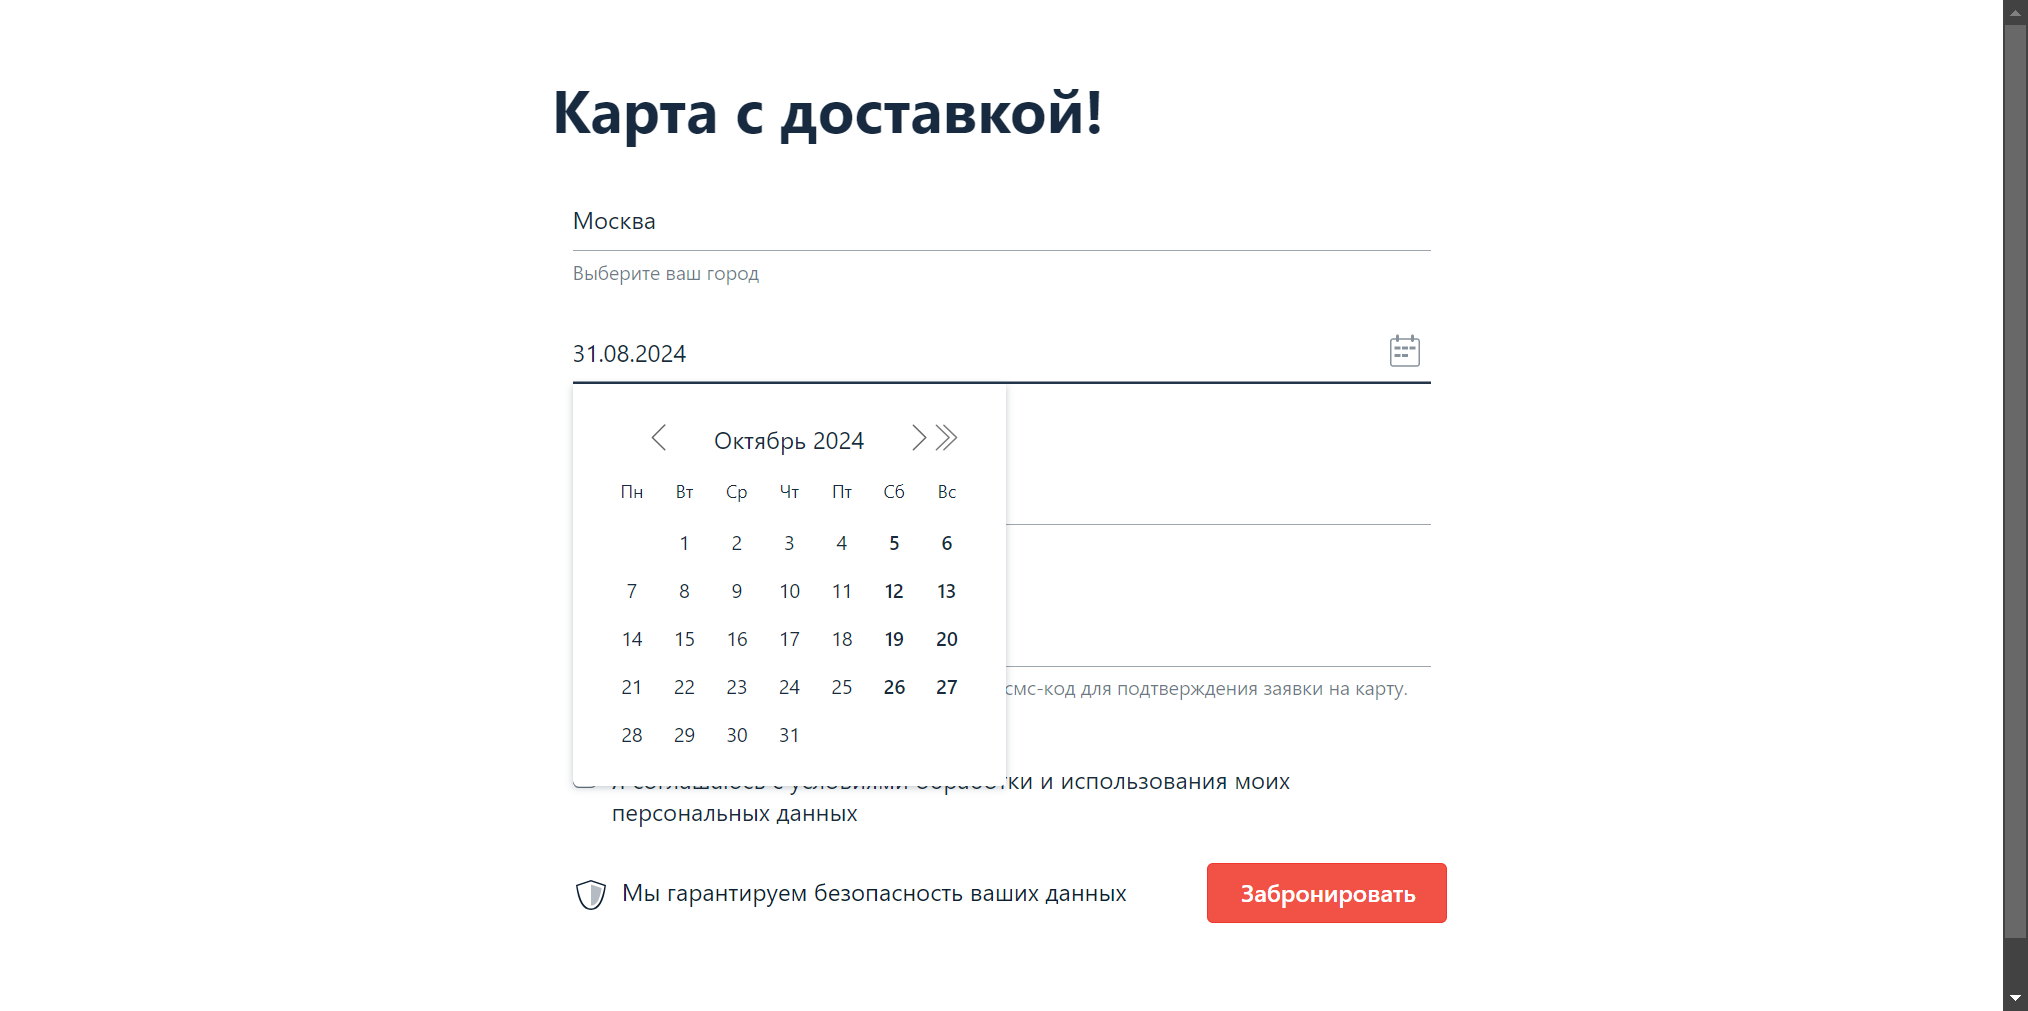 Карта с доставкой!
Москва
Выберите ваш город
31.08.2024
Октябрь 2024
Пн Вт Ср Чт Пт Сб Вс
1 2 3 4 5 6
7 8 9 10 11 12 13
14 15 16 17 18 19 20
21 22 23 24 25 26 27
28 29 30 31
смс-код для подтверждения заявки на карту.
Я соглашаюсь с условиями обработки и использования моих
персональных данных
Мы гарантируем безопасность ваших данных
Забронировать